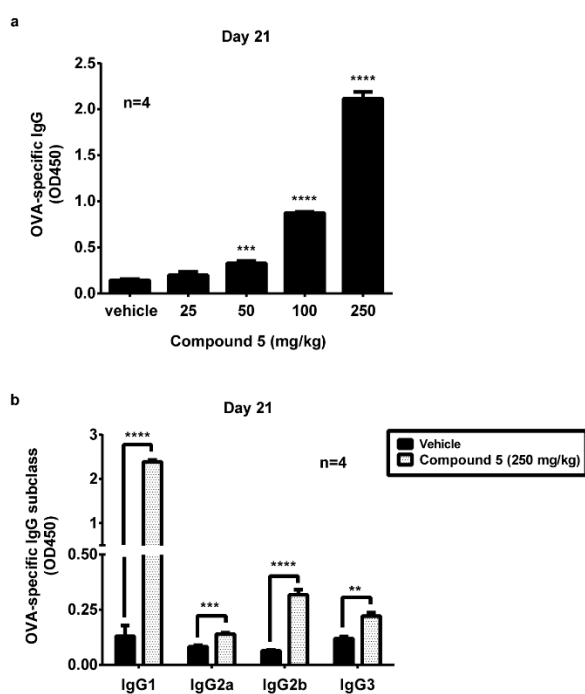 a
Day 21
OVA-specific IgG
(OD450)
2.5
2.0
1.5
1.0
0.5
0.0
n=4
***
****
****
vehicle 25 50 100 250
Compound 5 (mg/kg)
b
Day 21
OVA-specific IgG subclass
(OD450)
3
2
1
0.50
0.25
0.00
n=4
Vehicle
Compound 5 (250 mg/kg)
****
***
****
**
IgG1 IgG2a IgG2b IgG3